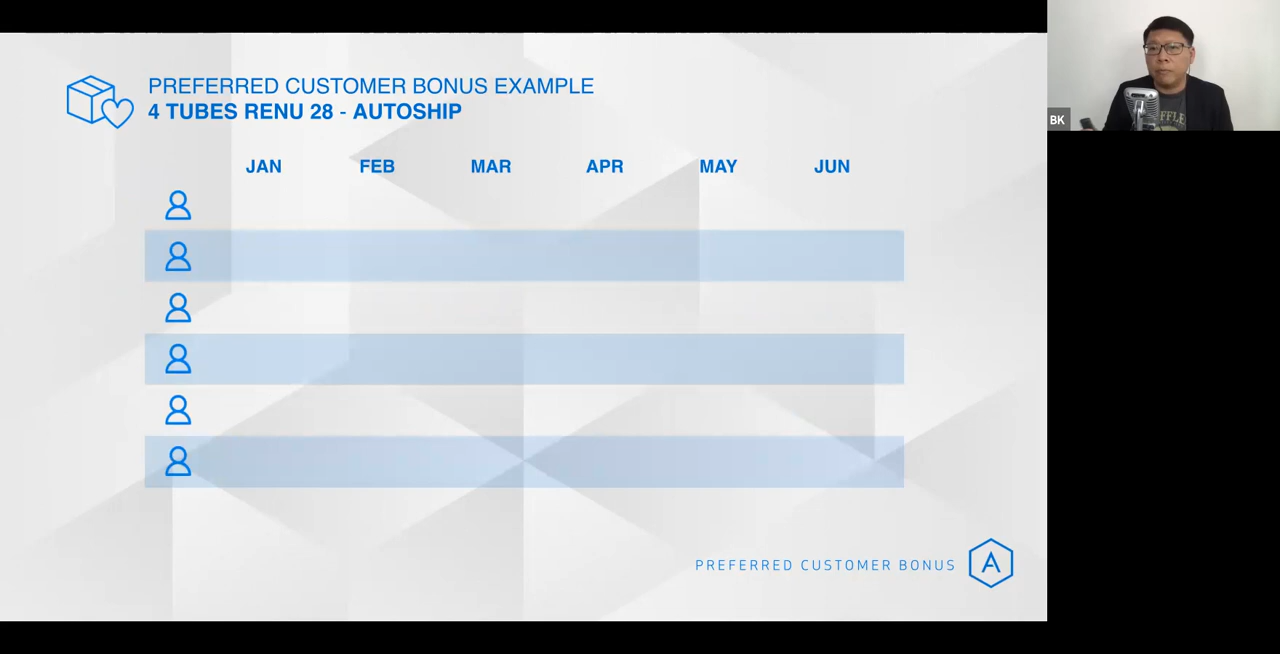 PREFERRED CUSTOMER BONUS EXAMPLE
4 TUBES RENU 28 - AUTOSHIP
JAN FEB MAR APR MAY JUN
PREFERRED CUSTOMER BONUS
BK